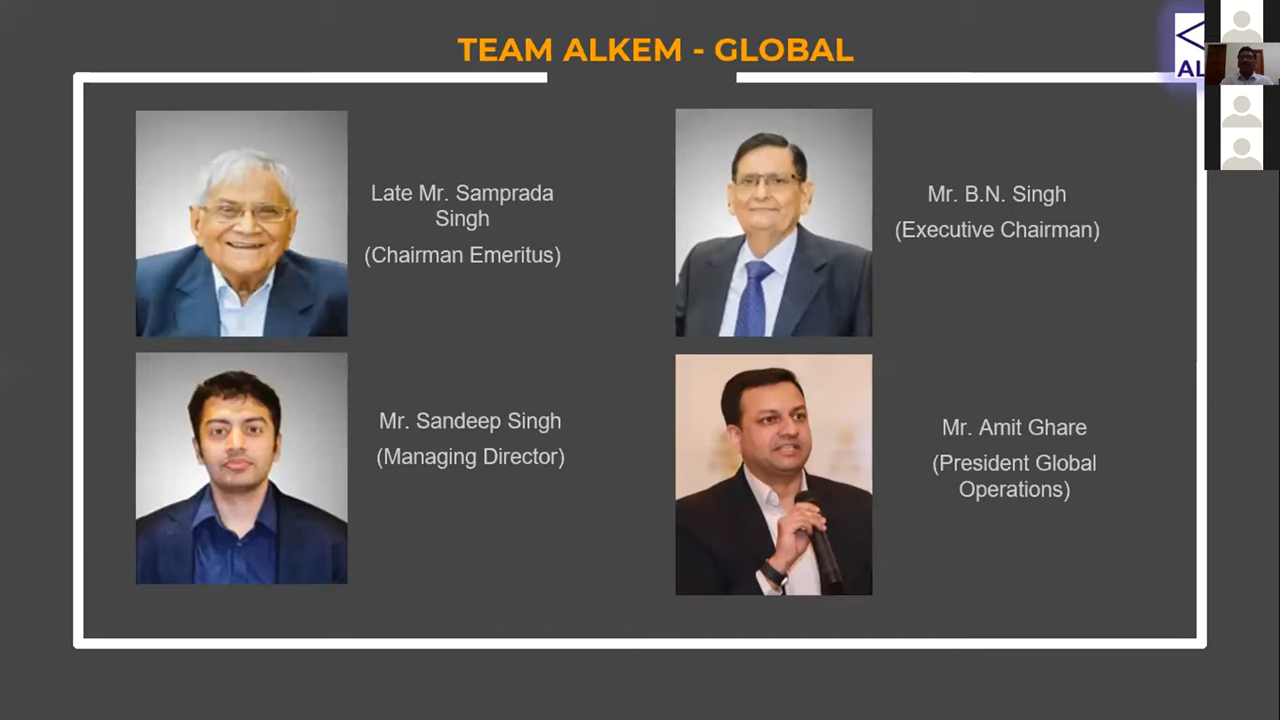 TEAM ALKEM - GLOBAL
Late Mr. Samprada
Singh
(Chairman Emeritus)
Mr. B.N. Singh
(Executive Chairman)
Mr. Sandeep Singh
(Managing Director)
Mr. Amit Ghare
(President Global
Operations)